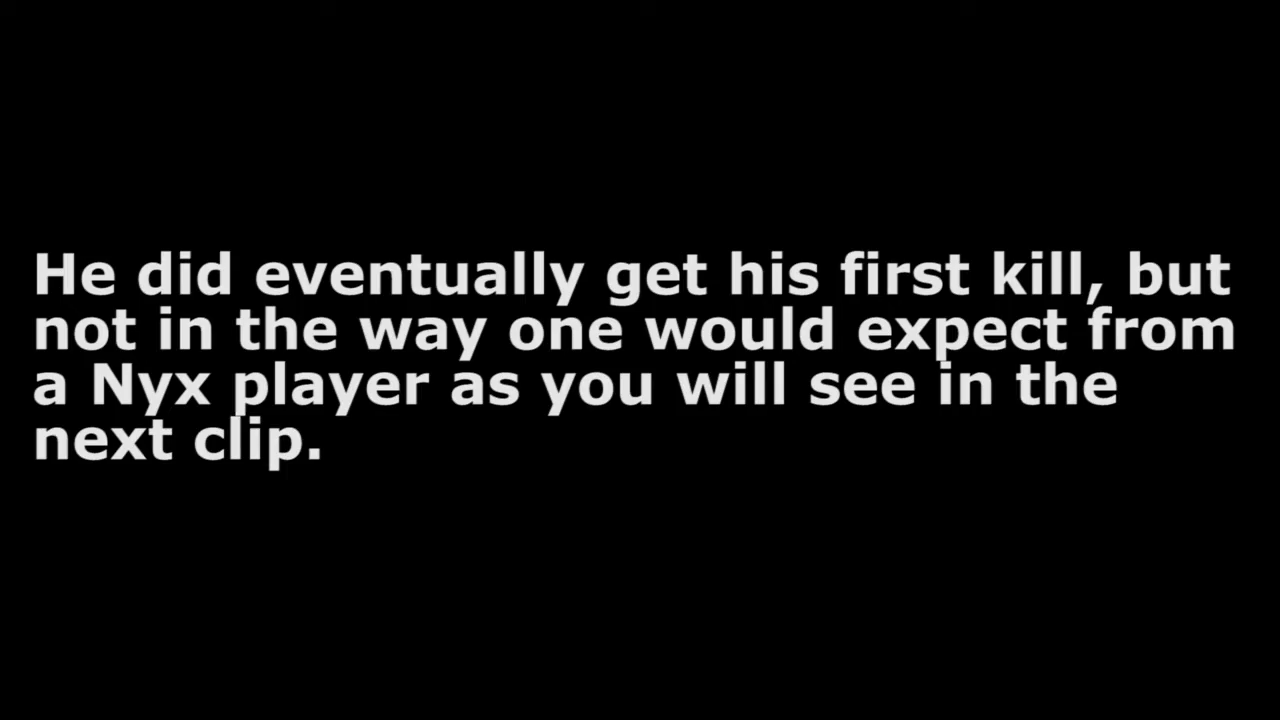 He did eventually get his first kill, but
not in the way one would expect from
a Nyx player as you will see in the
next clip.